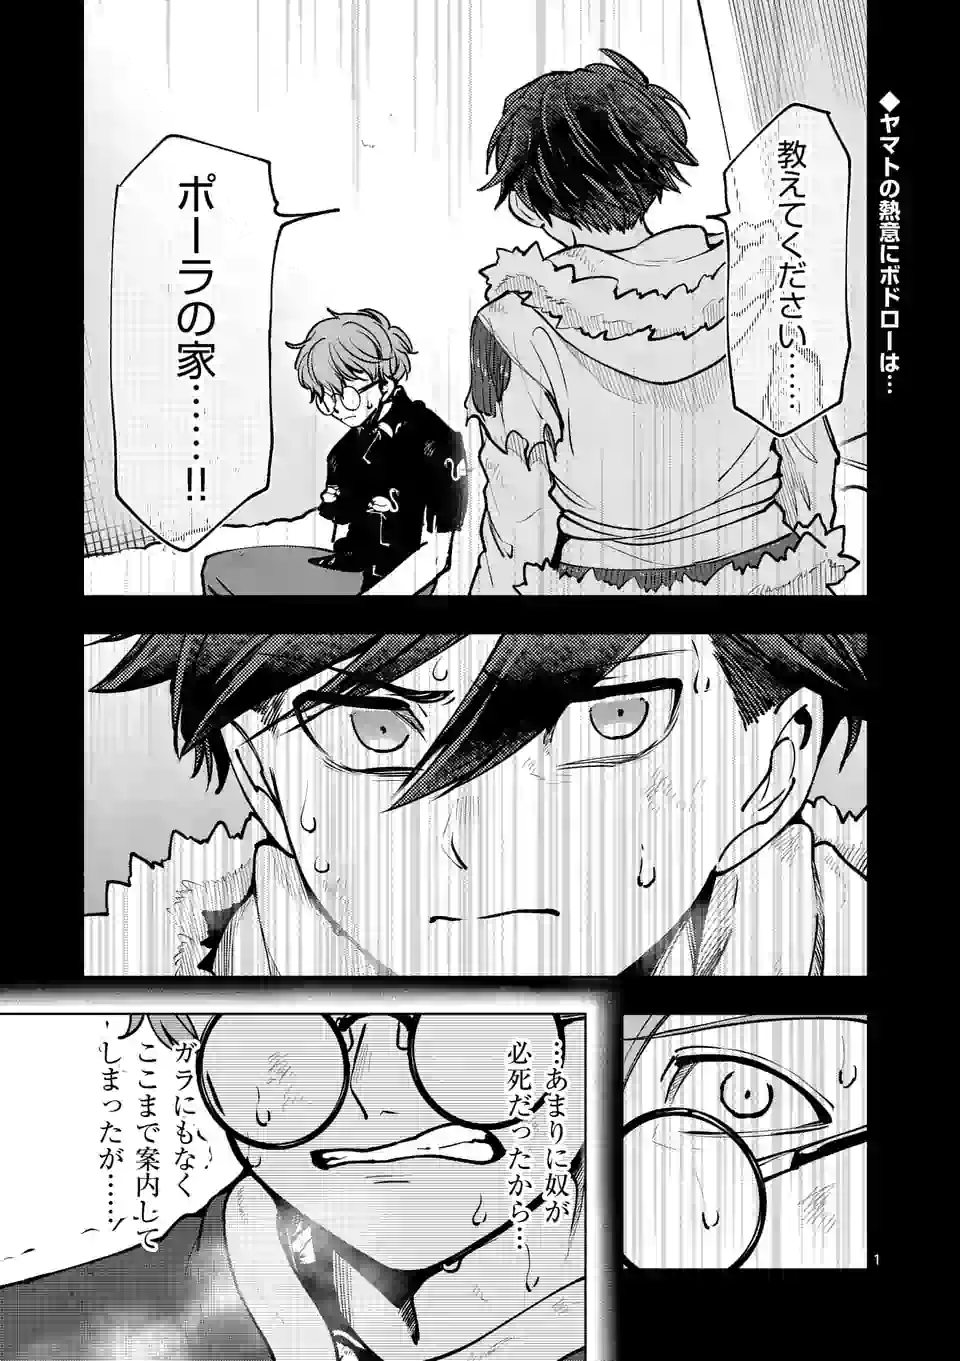 ◆ヤマトの熱意にボドローは…
教えてください……
ポーラの家……!!
…あまりに奴が
必死だったから…
ガラにもなく
ここまで案内して
しまったが……
1